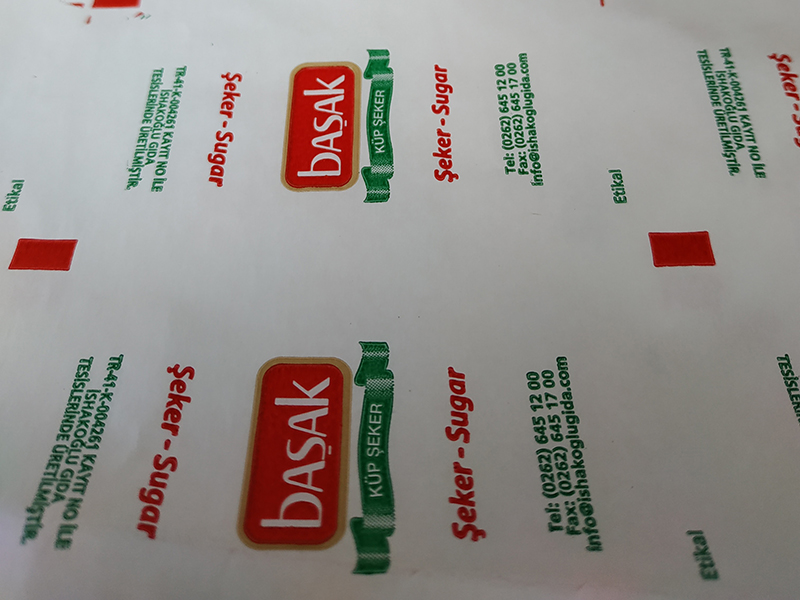 TR-41-K-004261 KAYIT NO İLE
İSHAKOĞLU GIDA
TESİSLERİNDE ÜRETİLMİŞTİR.
Şeker-Sugar
BAŞAK
KÜP ŞEKER
Şeker-Sugar
Tel: (0262) 645 12 00
Fax: (0262) 645 17 00
info@ishakoglugida.com
Etikal
TR-41-K-004261 KAYIT NO İLE
İSHAKOĞLU GIDA
TESİSLERİNDE ÜRETİLMİŞTİR.
Etikal
TR-41-K-004261 KAYIT NO İLE
İSHAKOĞLU GIDA
TESİSLERİNDE ÜRETİLMİŞTİR.
Şeker-Sugar
BAŞAK
KÜP ŞEKER
Şeker-Sugar
Tel: (0262) 645 12 00
Fax: (0262) 645 17 00
info@ishakoglugida.com
Etikal